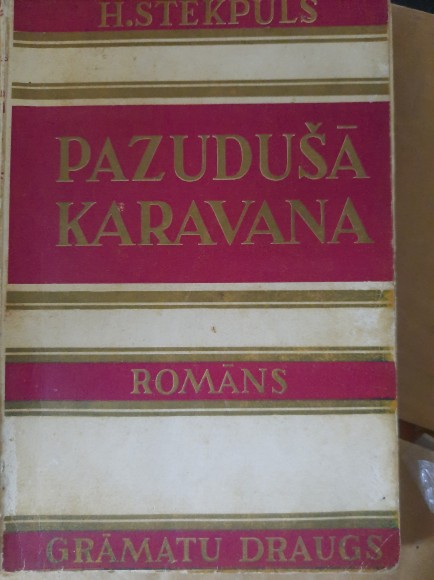 H.STEKPULS
PAZUDUŠĀ
KARAVANA
ROMĀNS
GRĀMATU DRAUGS